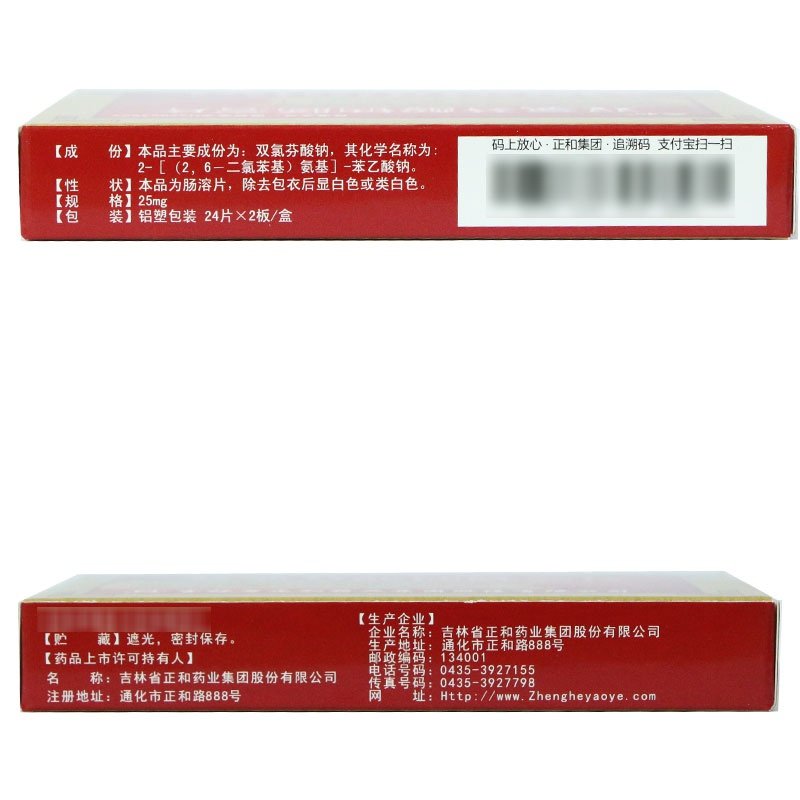 【成 份】本品主要成份为：双氯芬酸钠，其化学名称为：
2-[（2，6－二氯苯基）氨基]-苯乙酸钠。
【性 状】本品为肠溶片，除去包衣后显白色或类白色。
【规 格】25mg
【包 装】铝塑包装 24片×2板/盒
码上放心·正和集团·追溯码 支付宝扫一扫
【贮 藏】遮光，密封保存。
【药品上市许可持有人】
名 称：吉林省正和药业集团股份有限公司
注册地址：通化市正和路888号
【生产企业】
企业名称：吉林省正和药业集团股份有限公司
生产地址：通化市正和路888号
邮政编码：134001
电话号码：0435-3927155
传真号码：0435-3927798
网 址：Http://www.Zhengheyaoye.com